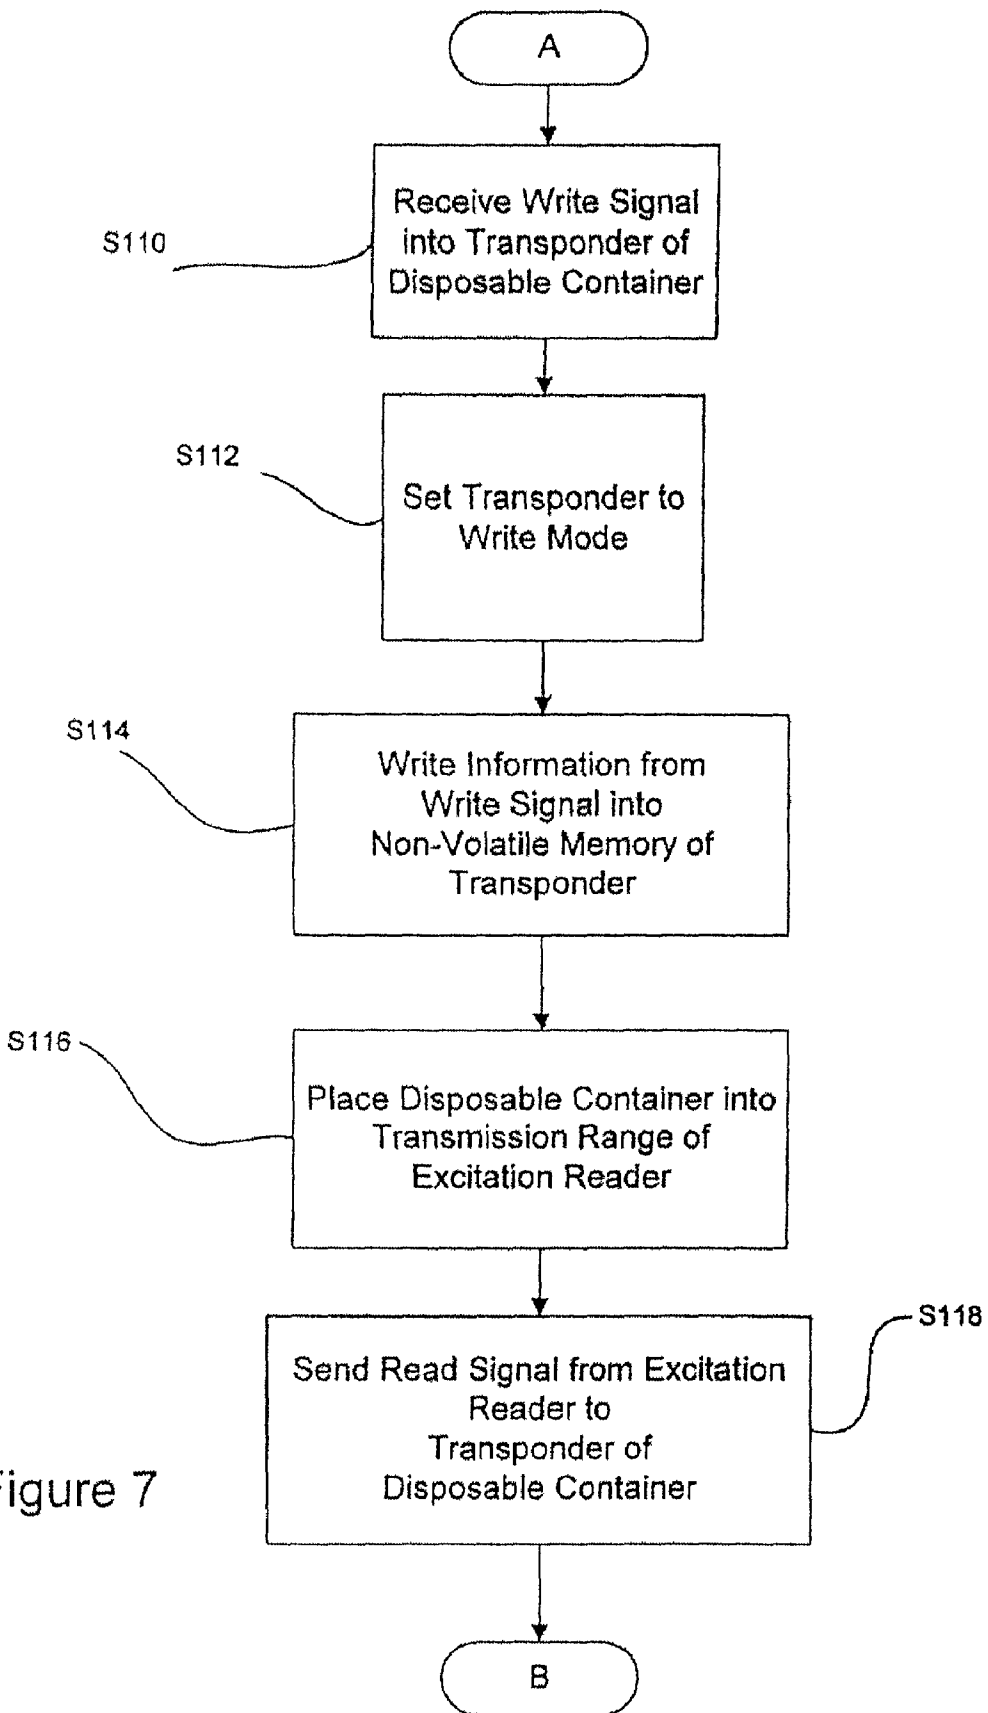 A
Receive Write Signal
into Transponder of
Disposable Container
S110
Set Transponder to
Write Mode
S112
Write Information from
Write Signal into
Non-Volatile Memory of
Transponder
S114
Place Disposable Container into
Transmission Range of
Excitation Reader
S116
Send Read Signal from Excitation
Reader to
Transponder of
Disposable Container
S118
igure 7
B